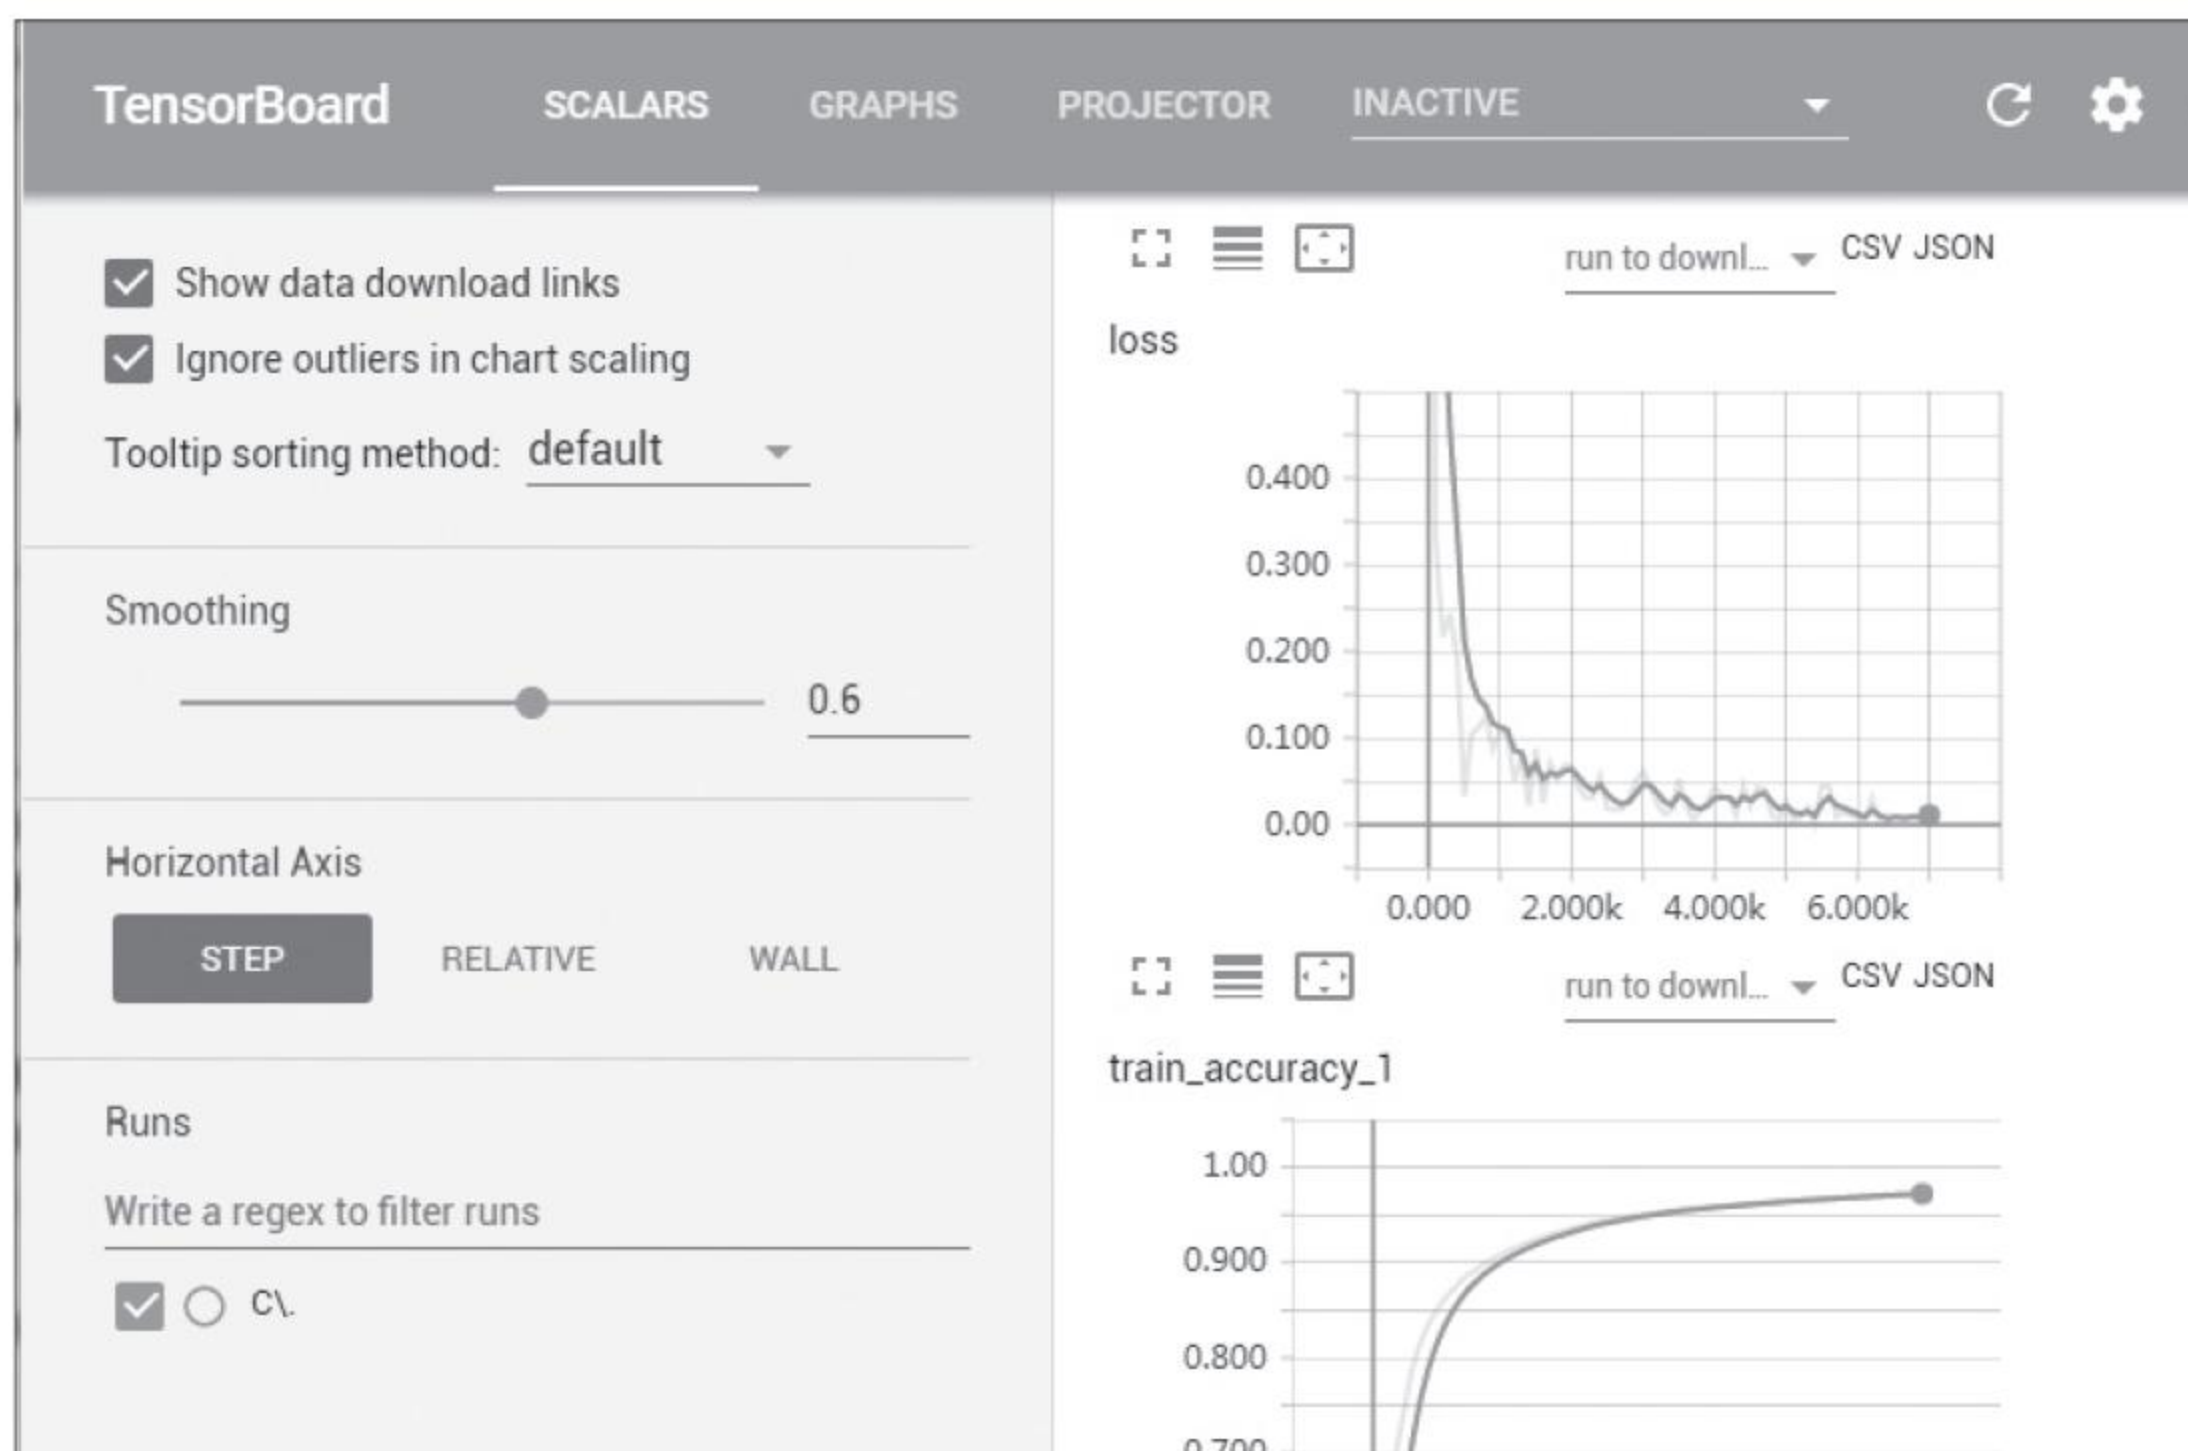 TensorBoard SCALARS GRAPHS PROJECTOR INACTIVE
Show data download links
Ignore outliers in chart scaling
Tooltip sorting method: default
Smoothing
0.6
Horizontal Axis
STEP RELATIVE WALL
Runs
Write a regex to filter runs
C\.
run to downl... CSV JSON
loss
0.400
0.300
0.200
0.100
0.00
0.000 2.000k 4.000k 6.000k
run to downl... CSV JSON
train_accuracy_1
1.00
0.900
0.800
0.700